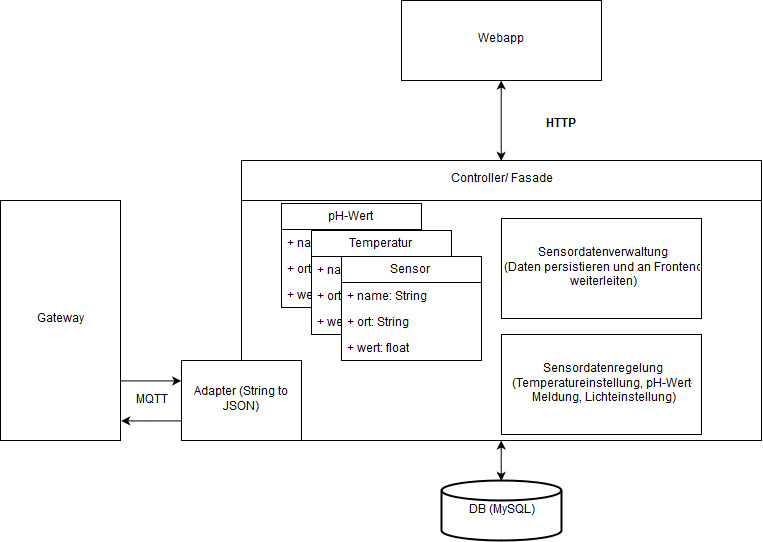 Webapp
HTTP
Controller/ Fasade
pH-Wert
+ na
+ ort
+ we
Temperatur
+ na
+ ort
+ we
Sensor
+ name: String
+ ort: String
+ wert: float
Sensordatenverwaltung
(Daten persistieren und an Frontend
weiterleiten)
Sensordatenregelung
(Temperatureinstellung, pH-Wert
Meldung, Lichteinstellung)
Gateway
MQTT
Adapter (String to
JSON)
DB (MySQL)